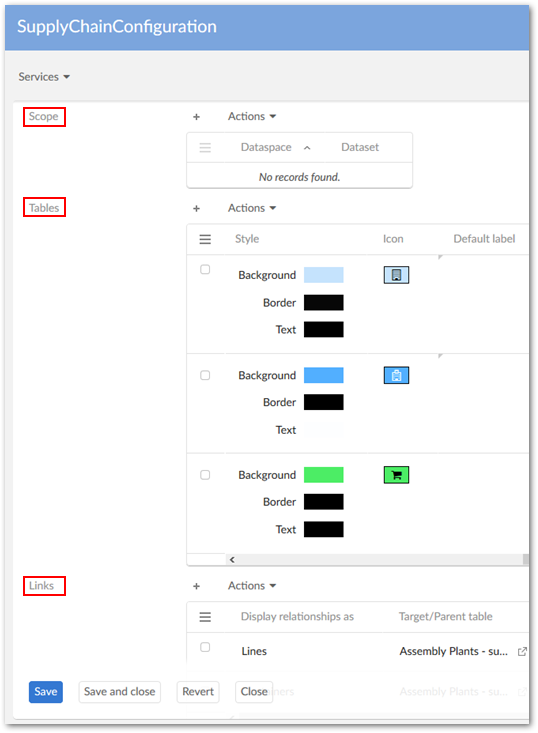 SupplyChainConfiguration
Services
Scope
+ Actions
Dataspace Dataset
No records found.
Tables
+ Actions
Style Icon Default label
Background
Border
Text
Background
Border
Text
Background
Border
Text
Links
+ Actions
Display relationships as Target/Parent table
Lines Assembly Plants - su...
Assembly Plants - su...
Save Save and close Revert Close